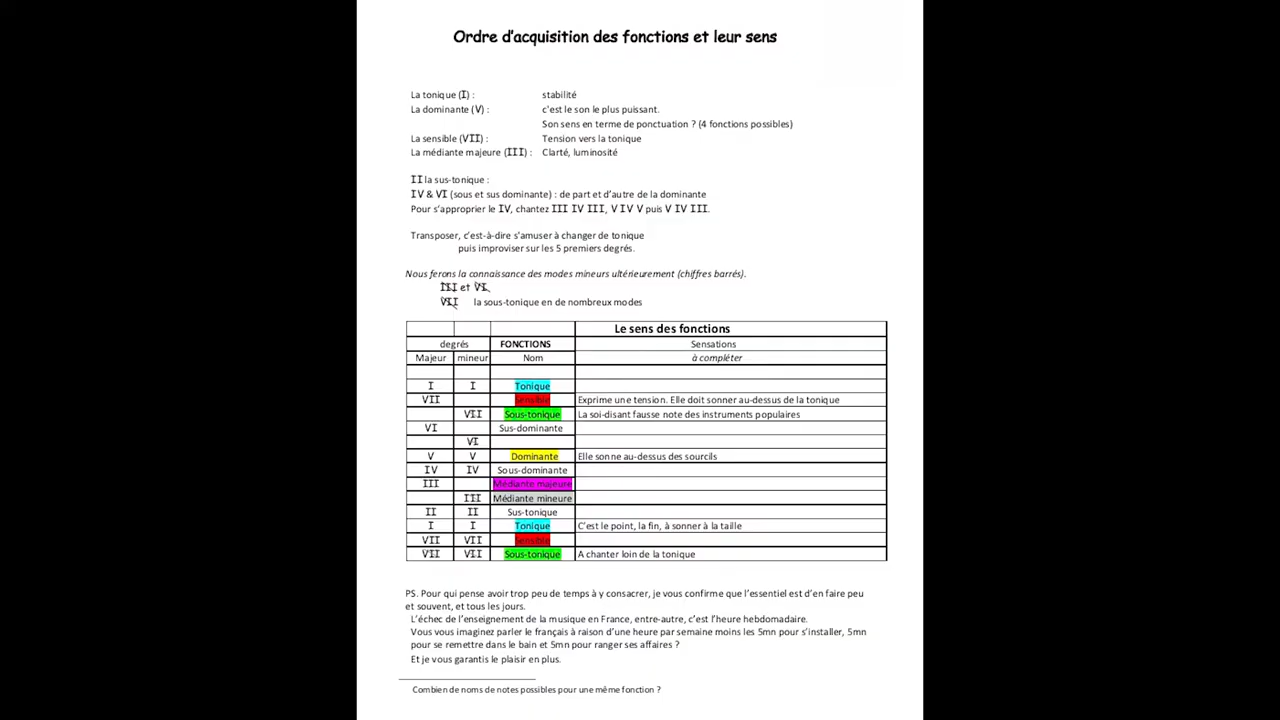 Ordre d'acquisition des fonctions et leur sens
La tonique (I) : stabilité
La dominante (V) : c'est le son le plus puissant.
Son sens en terme de ponctuation ? (4 fonctions possibles)
La sensible (VII) : Tension vers la tonique
La médiante majeure (III) : Clarté, luminosité
II la sus-tonique :
IV & VI (sous et sus dominante) : de part et d'autre de la dominante
Pour s'approprier le IV, chantez III IV III, V IV V puis V IV III.
Transposer, c'est-à-dire s'amuser à changer de tonique
puis improviser sur les 5 premiers degrés.
Nous ferons la connaissance des modes mineurs ultérieurement (chiffres barrés).
III et VI
VII la sous-tonique en de nombreux modes
Le sens des fonctions
degrés FONCTIONS Sensations
Majeur mineur Nom à compléter
I I Tonique
VII Sensible Exprime une tension. Elle doit sonner au-dessus de la tonique
VII Sous-tonique La soi-disant fausse note des instruments populaires
VI Sus-dominante
VI
V V Dominante Elle sonne au-dessus des sourcils
IV IV Sous-dominante
III Médiante majeure
III Médiante mineure
II II Sus-tonique
I I Tonique C'est le point, la fin, à sonner à la taille
VII VII Sensible
VII VII Sous-tonique A chanter loin de la tonique
PS. Pour qui pense avoir trop peu de temps à y consacrer, je vous confirme que l'essentiel est d'en faire peu
et souvent, et tous les jours.
L'échec de l'enseignement de la musique en France, entre-autre, c'est l'heure hebdomadaire.
Vous vous imaginez parler le français à raison d'une heure par semaine moins les 5mn pour s'installer, 5mn
pour se remettre dans le bain et 5mn pour ranger ses affaires ?
Et je vous garantis le plaisir en plus.
Combien de noms de notes possibles pour une même fonction ?